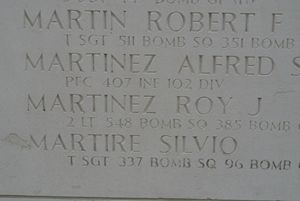 MARTIN ROBERT F
T SGT 511 BOMB SQ 351 BOMB
MARTINEZ ALFRED S
PFC 407 INF 102 DIV
MARTINEZ ROY J
2 LT 548 BOMB SQ 385 BOMB
MARTIRE SILVIO
T SGT 337 BOMB SQ 96 BOMB